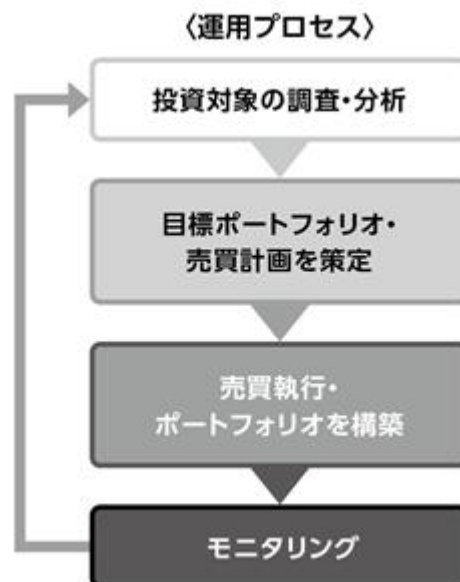 〈運用プロセス〉
投資対象の調査・分析
目標ポートフォリオ・
売買計画を策定
売買執行・
ポートフォリオを構築
モニタリング